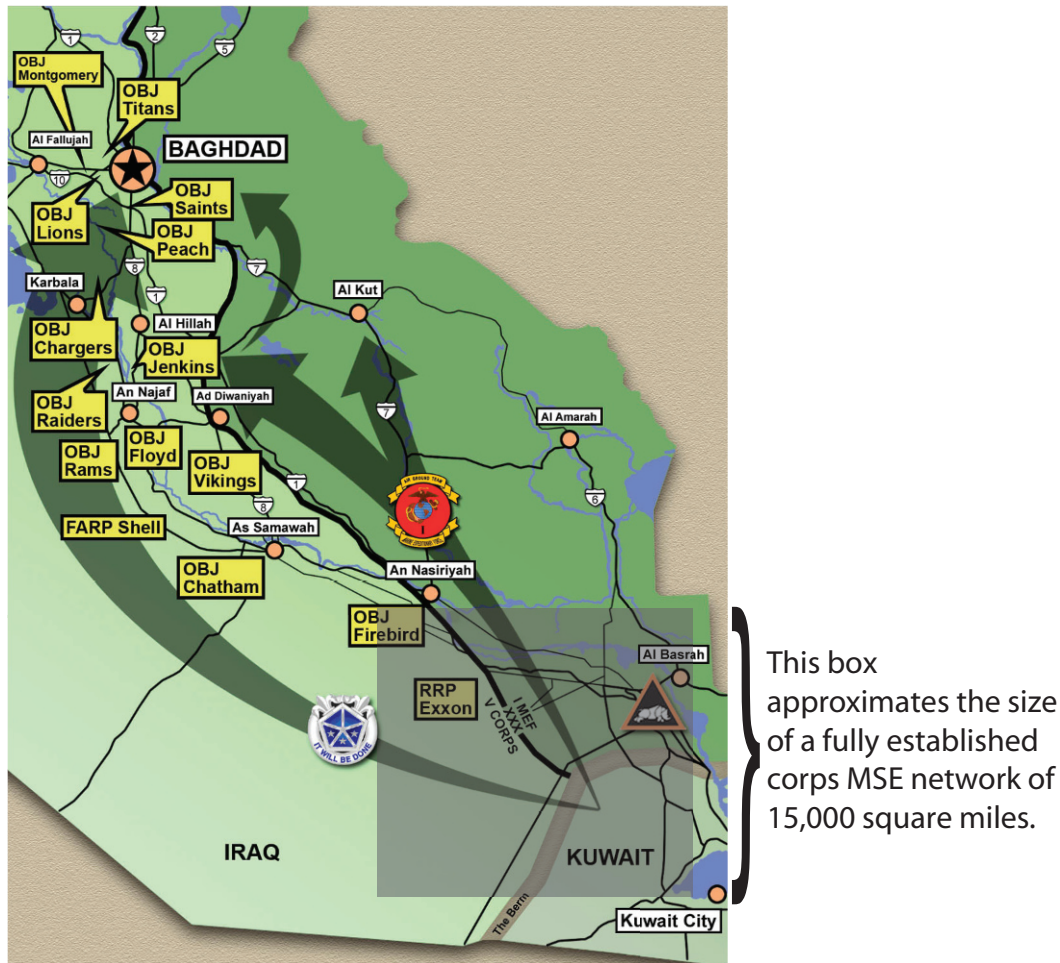 1
2
5
OBJ
Montgomery
OBJ
Titans
Al Fallujah
BAGHDAD
10
OBJ
Saints
OBJ
Lions
OBJ
Peach
8
7
7
Karbala
1
Al Kut
Al Hillah
OBJ
Chargers
OBJ
Jenkins
An Najaf
Ad Diwaniyah
OBJ
Raiders
7
Al Amarah
OBJ
Floyd
OBJ
Rams
OBJ
Vikings
1
6
AIR GROUND TEAM
8
FARP Shell
As Samawah
OBJ
Chatham
An Nasiriyah
OBJ
Firebird
Al Basrah
RRP
Exxon
I MEF
XXX
V CORPS
IT WILL BE DONE
IRAQ
KUWAIT
The Berm
Kuwait City
This box
approximates the size
of a fully established
corps MSE network of
15,000 square miles.